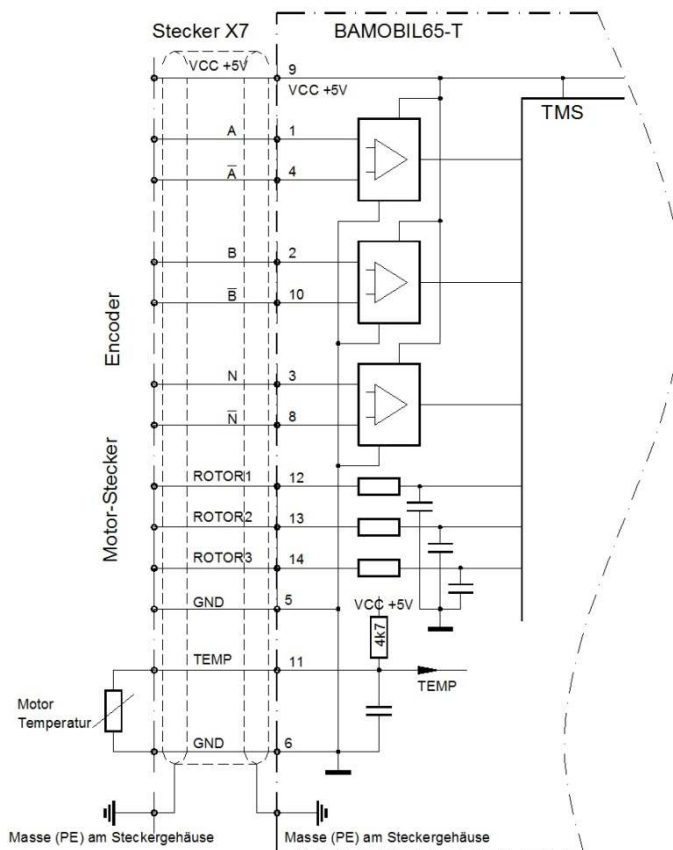 Stecker X7
BAMOBIL65-T
VCC +5V
9
VCC +5V
TMS
A
1
A̅
4
B
2
B̅
10
Encoder
N
3
N̅
8
Motor-Stecker
ROTOR1
12
ROTOR2
13
ROTOR3
14
VCC +5V
GND
5
4k7
TEMP
11
TEMP
Motor
Temperatur
GND
6
Masse (PE) am Steckergehäuse
Masse (PE) am Steckergehäuse